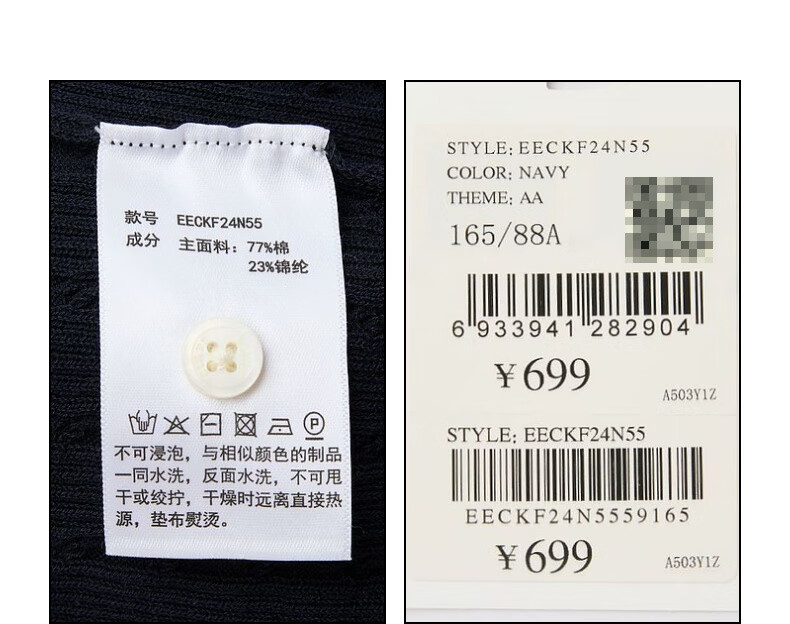 款号 EECKF24N55
成分 主面料：77%棉
23%锦纶
P
不可浸泡，与相似颜色的制品
一同水洗，反面水洗，不可甩
干或绞拧，干燥时远离直接热
源，垫布熨烫。
STYLE: EECKF24N55
COLOR: NAVY
THEME: AA
165/88A
6 933941 282904
¥699
A503Y1Z
STYLE: EECKF24N55
EECKF24N5559165
¥699
A503Y1Z